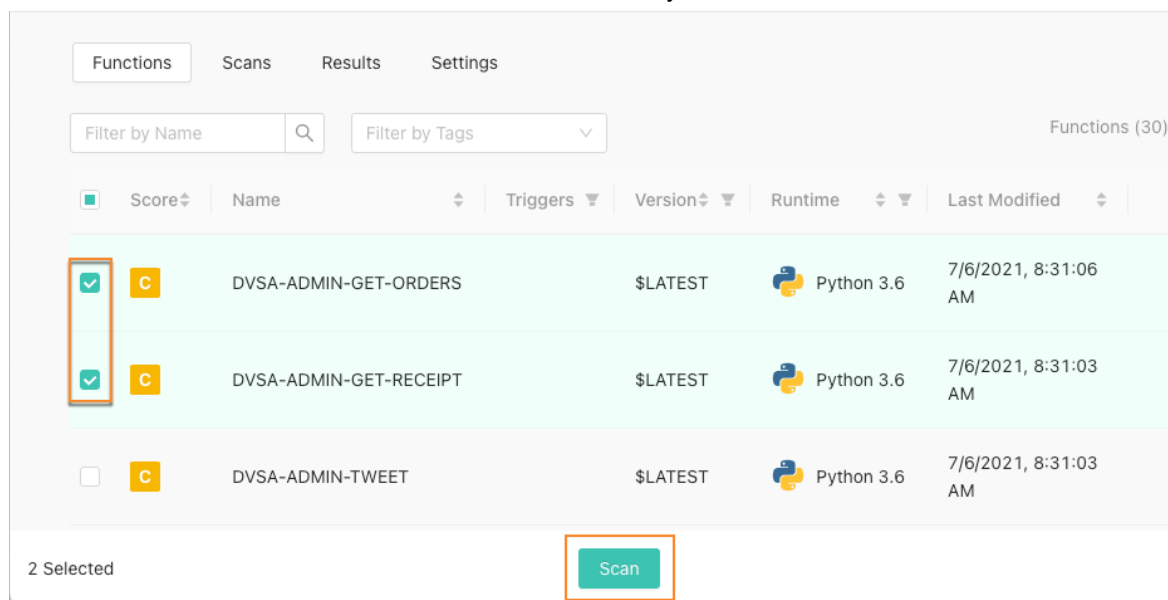 Functions Scans Results Settings
Filter by Name Filter by Tags Functions (30)
Score Name Triggers Version Runtime Last Modified
C DVSA-ADMIN-GET-ORDERS $LATEST Python 3.6 7/6/2021, 8:31:06
AM
C DVSA-ADMIN-GET-RECEIPT $LATEST Python 3.6 7/6/2021, 8:31:03
AM
C DVSA-ADMIN-TWEET $LATEST Python 3.6 7/6/2021, 8:31:03
AM
2 Selected Scan